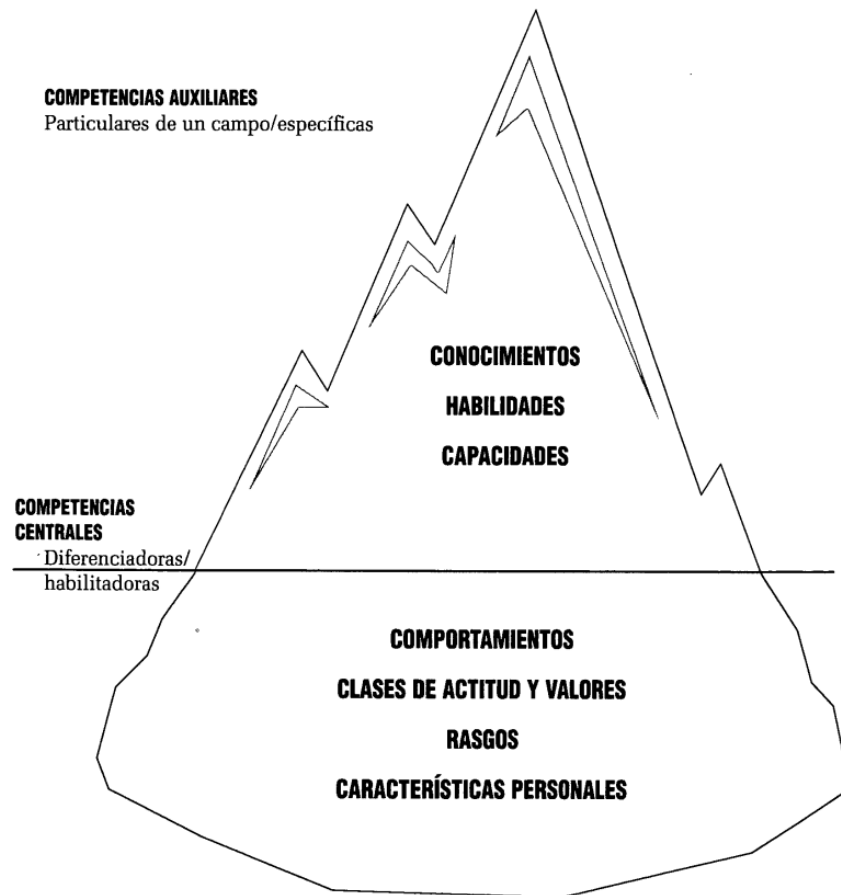 COMPETENCIAS AUXILIARES
Particulares de un campo/específicas
CONOCIMIENTOS
HABILIDADES
CAPACIDADES
COMPETENCIAS
CENTRALES
Diferenciadoras/
habilitadoras
COMPORTAMIENTOS
CLASES DE ACTITUD Y VALORES
RASGOS
CARACTERÍSTICAS PERSONALES